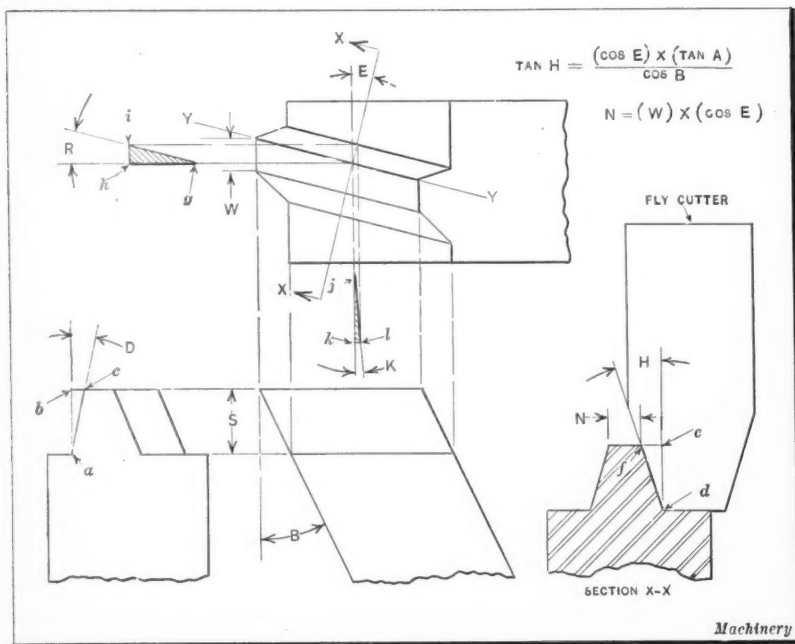 X
E
TAN H = (COS E) X (TAN A) / COS B
N = (W) X (COS E)
i
Y
R
h
g
W
Y
FLY CUTTER
X
j
k
l
K
D
c
b
S
H
N
c
a
f
d
B
SECTION X-X
Machinery